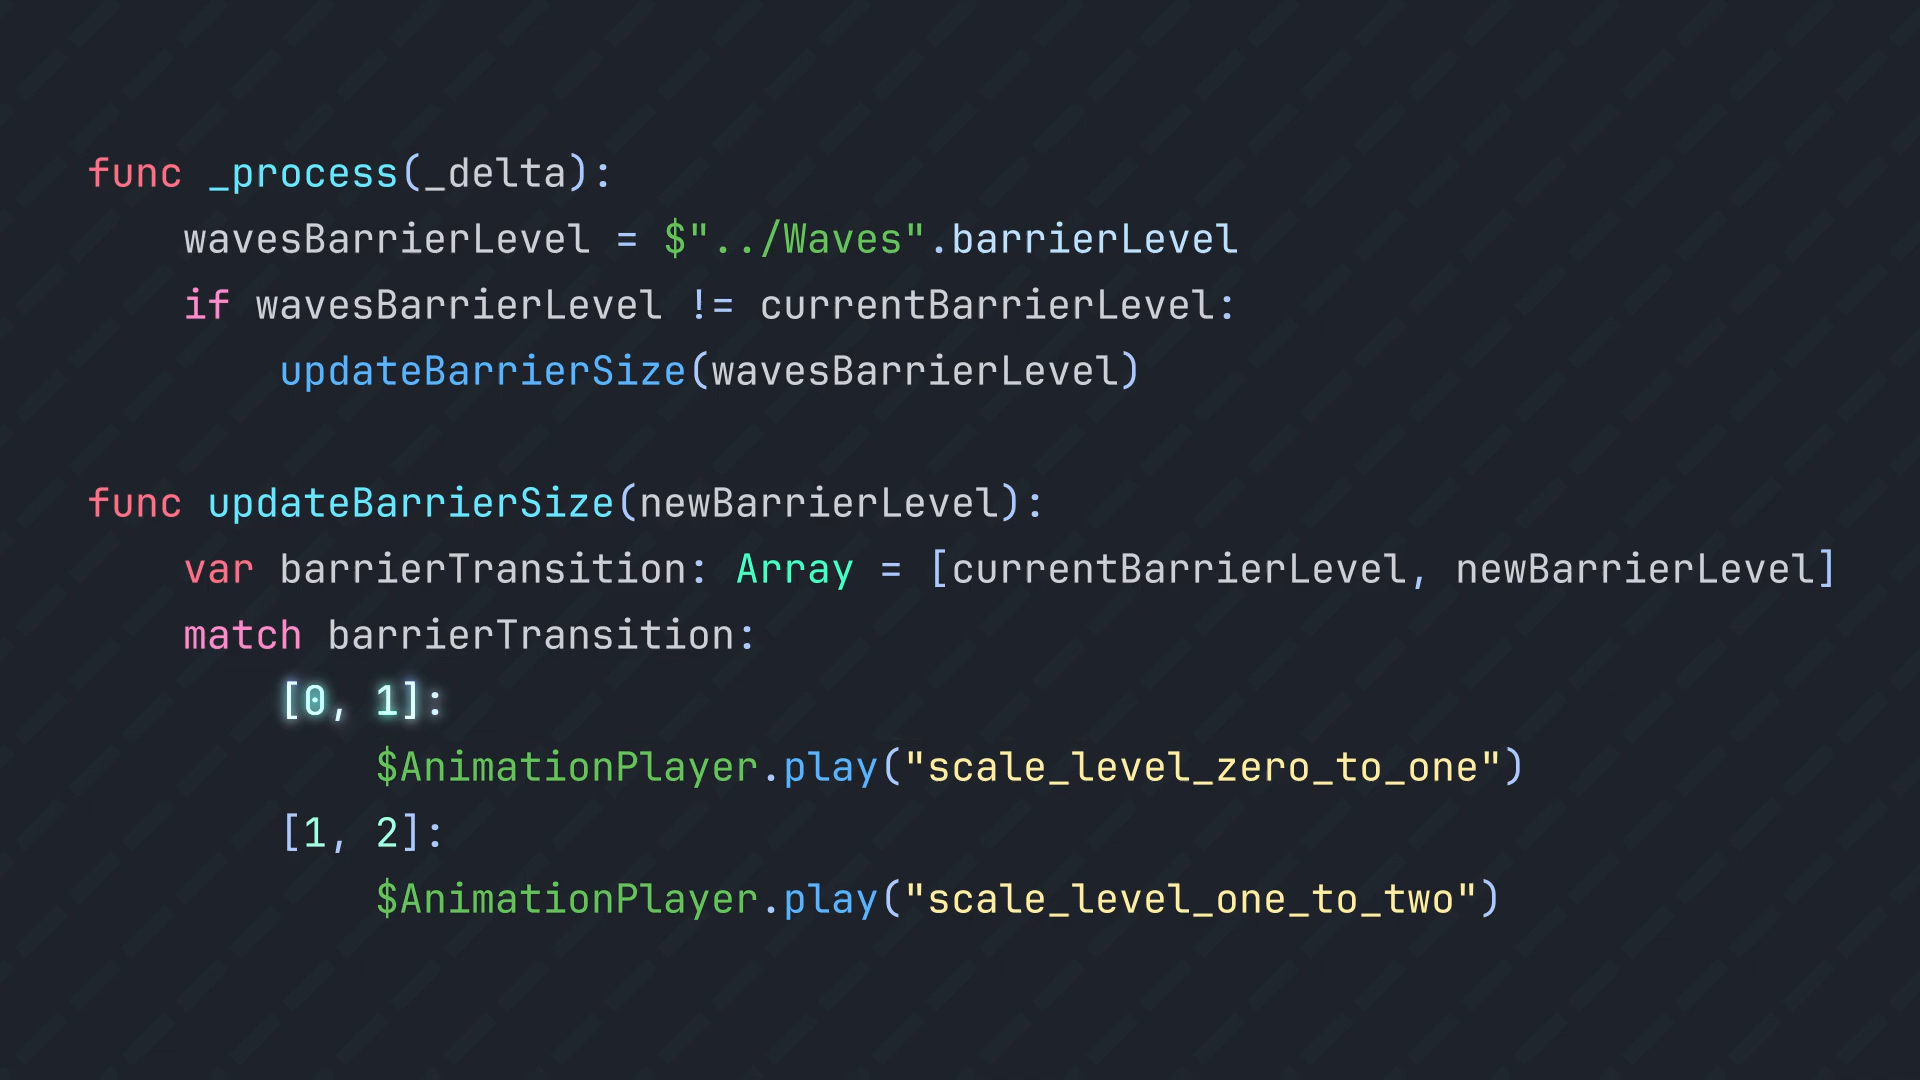 func _process(_delta):
    wavesBarrierLevel = $"../Waves".barrierLevel
    if wavesBarrierLevel != currentBarrierLevel:
        updateBarrierSize(wavesBarrierLevel)

func updateBarrierSize(newBarrierLevel):
    var barrierTransition: Array = [currentBarrierLevel, newBarrierLevel]
    match barrierTransition:
        [0, 1]:
            $AnimationPlayer.play("scale_level_zero_to_one")
        [1, 2]:
            $AnimationPlayer.play("scale_level_one_to_two")